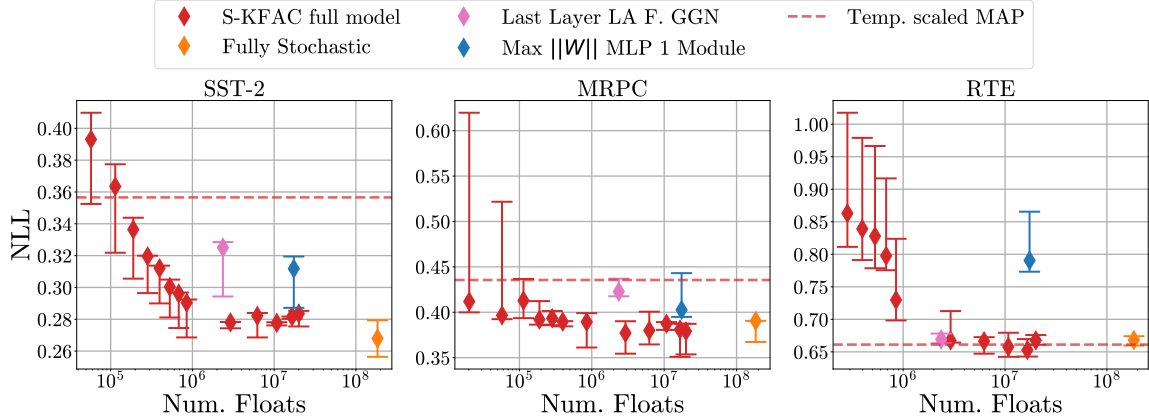 S-KFAC full model
Fully Stochastic
Last Layer LA F. GGN
Max ||W|| MLP 1 Module
Temp. scaled MAP
SST-2
NLL
0.40
0.38
0.36
0.34
0.32
0.30
0.28
0.26
10⁵
10⁶
10⁷
10⁸
Num. Floats
MRPC
0.60
0.55
0.50
0.45
0.40
0.35
10⁵
10⁶
10⁷
10⁸
Num. Floats
RTE
1.00
0.95
0.90
0.85
0.80
0.75
0.70
0.65
10⁶
10⁷
10⁸
Num. Floats